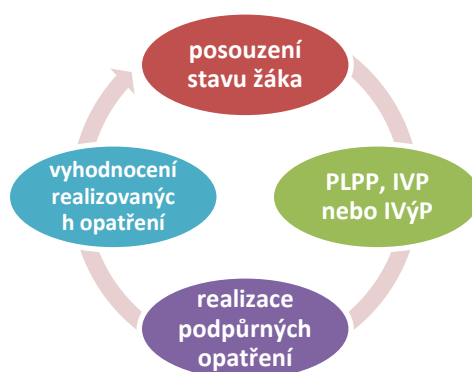 posouzení
stavu žáka
PLPP, IVP
nebo IVýP
realizace
podpůrných
opatření
vyhodnocení
realizovanýc
h opatření